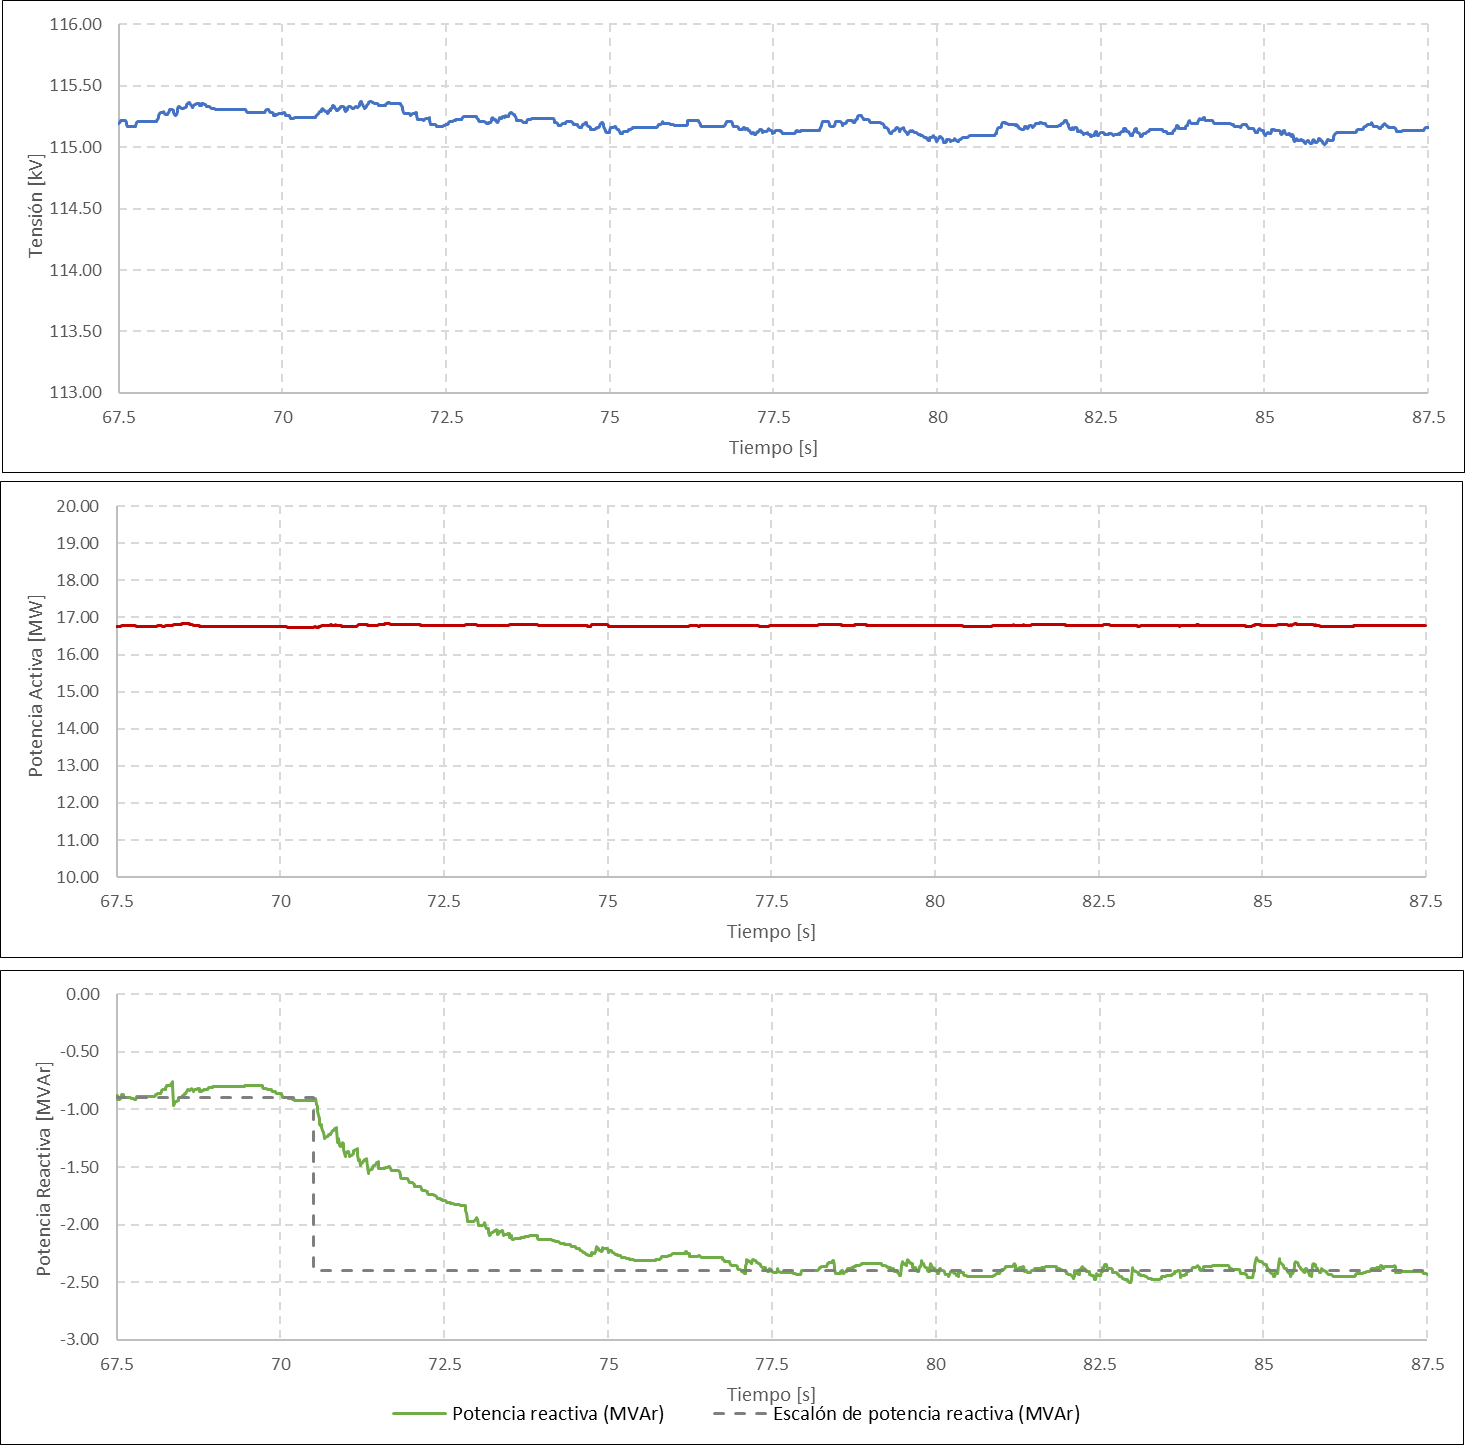 116.00
115.50
115.00
114.50
114.00
113.50
113.00
Tensión [kV]
67.5 70 72.5 75 77.5 80 82.5 85 87.5
Tiempo [s]
20.00
19.00
18.00
17.00
16.00
15.00
14.00
13.00
12.00
11.00
10.00
Potencia Activa [MW]
67.5 70 72.5 75 77.5 80 82.5 85 87.5
Tiempo [s]
0.00
-0.50
-1.00
-1.50
-2.00
-2.50
-3.00
Potencia Reactiva [MVAr]
67.5 70 72.5 75 77.5 80 82.5 85 87.5
Tiempo [s]
Potencia reactiva (MVAr) Escalón de potencia reactiva (MVAr)